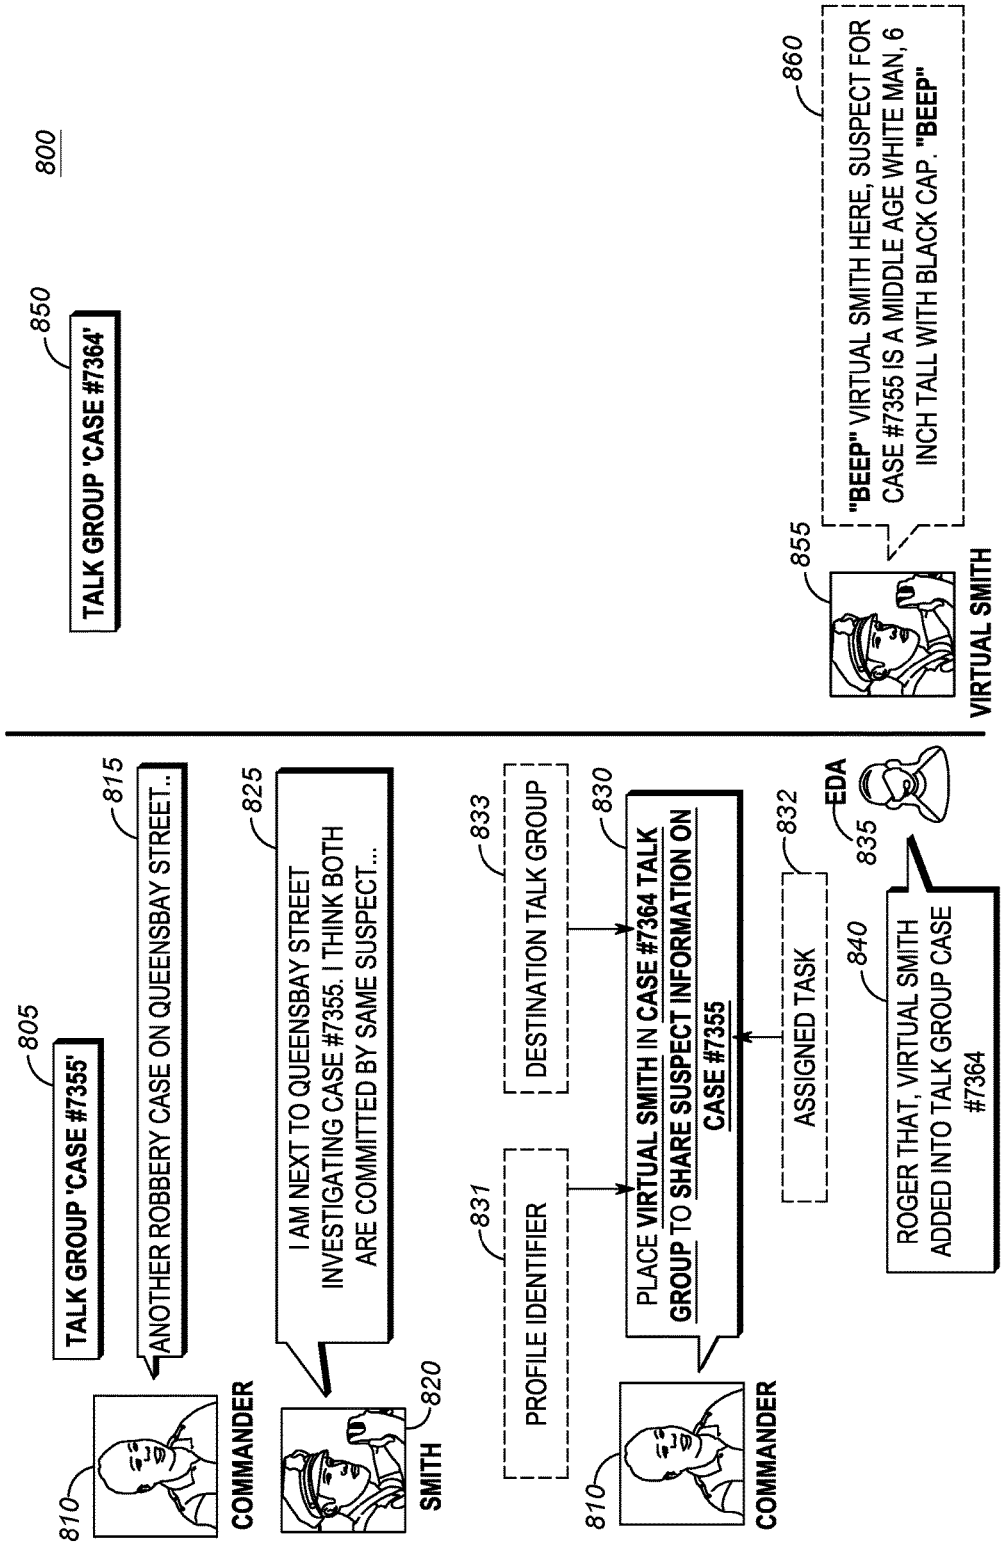 800
805
TALK GROUP 'CASE #7355'
815
ANOTHER ROBBERY CASE ON QUEENSBAY STREET..
810
COMMANDER
825
I AM NEXT TO QUEENSBAY STREET
INVESTIGATING CASE #7355. I THINK BOTH
ARE COMMITTED BY SAME SUSPECT...
820
SMITH
831
PROFILE IDENTIFIER
833
DESTINATION TALK GROUP
830
PLACE VIRTUAL SMITH IN CASE #7364 TALK
GROUP TO SHARE SUSPECT INFORMATION ON
CASE #7355
810
COMMANDER
832
ASSIGNED TASK
EDA
835
840
ROGER THAT, VIRTUAL SMITH
ADDED INTO TALK GROUP CASE
#7364
850
TALK GROUP 'CASE #7364'
855
VIRTUAL SMITH
860
"BEEP" VIRTUAL SMITH HERE, SUSPECT FOR
CASE #7355 IS A MIDDLE AGE WHITE MAN, 6
INCH TALL WITH BLACK CAP. "BEEP"